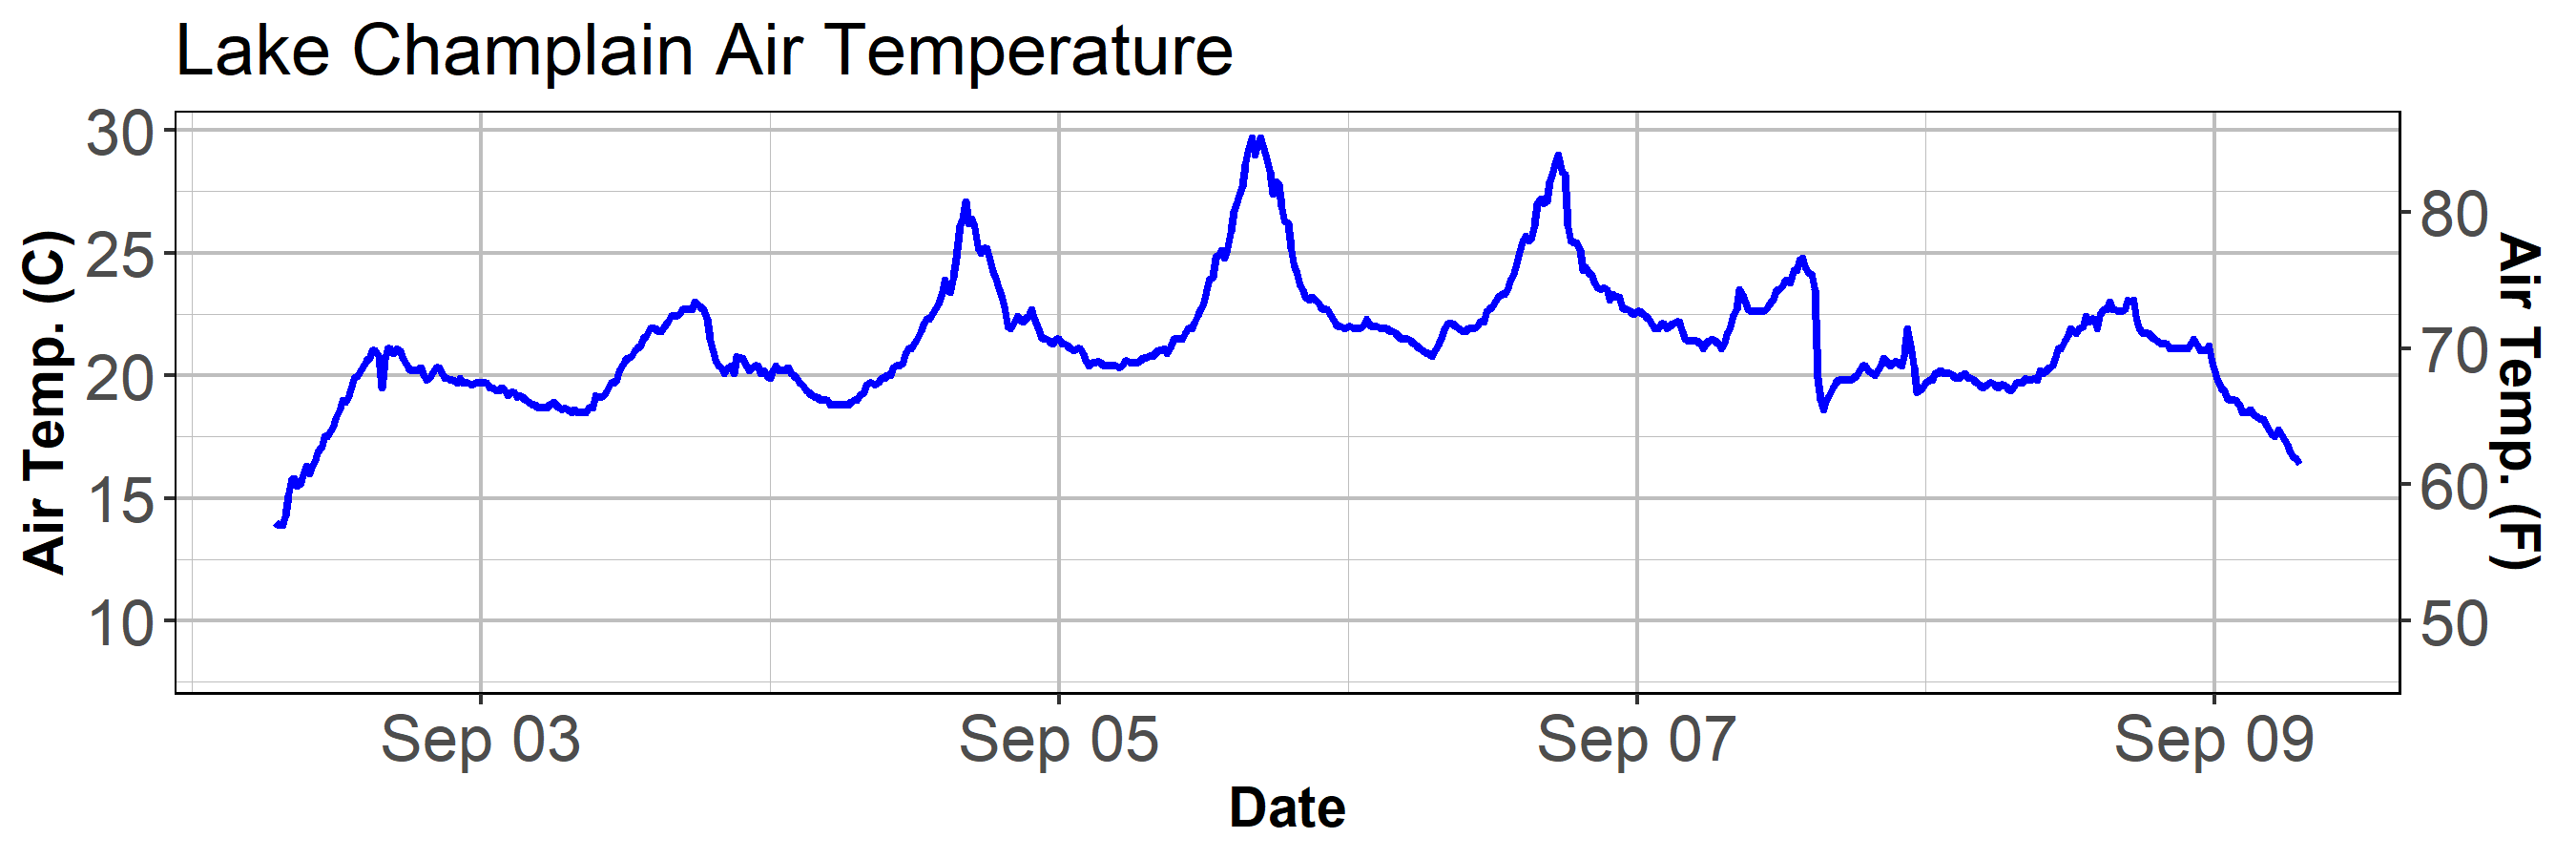 Lake Champlain Air Temperature
Air Temp. (C)
30
25
20
15
10
80
70
60
50
Air Temp. (F)
Sep 03
Sep 05
Sep 07
Sep 09
Date